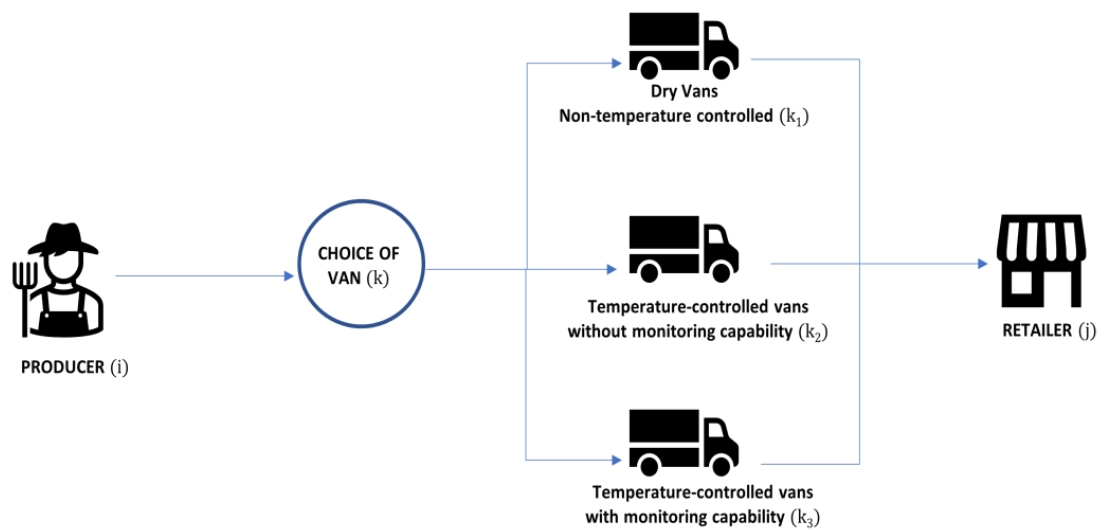 Dry Vans
Non-temperature controlled (k₁)
CHOICE OF
VAN (k)
Temperature-controlled vans
without monitoring capability (k₂)
PRODUCER (i)
RETAILER (j)
Temperature-controlled vans
with monitoring capability (k₃)